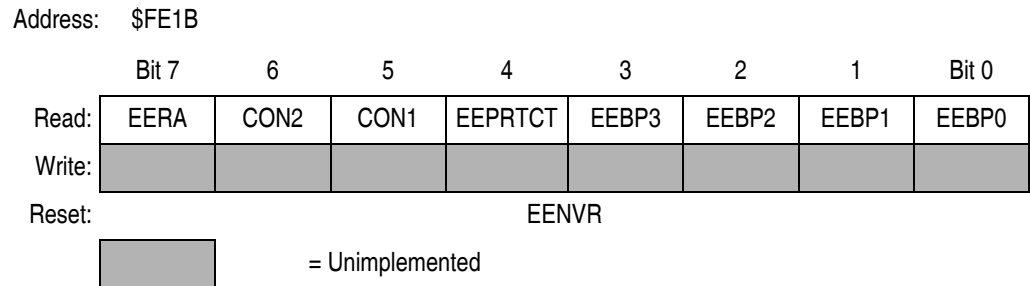 Address: $FE1B
Bit 7 6 5 4 3 2 1 Bit 0
Read: EERA CON2 CON1 EEPRTCT EEBP3 EEBP2 EEBP1 EEBP0
Write:
Reset: EENVR
= Unimplemented